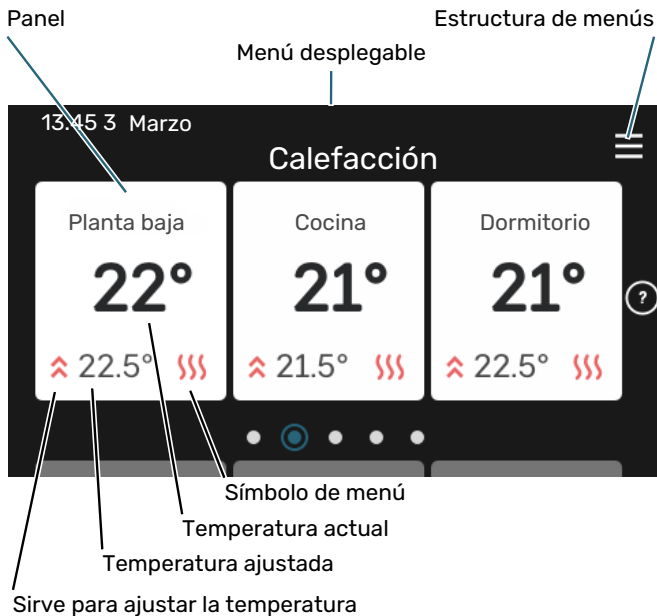 Panel
Estructura de menús
Menú desplegable
13.45 3 Marzo
Calefacción
Planta baja
Cocina
Dormitorio
22°
21°
21°
?
22.5°
21.5°
22.5°
Símbolo de menú
Temperatura actual
Temperatura ajustada
Sirve para ajustar la temperatura